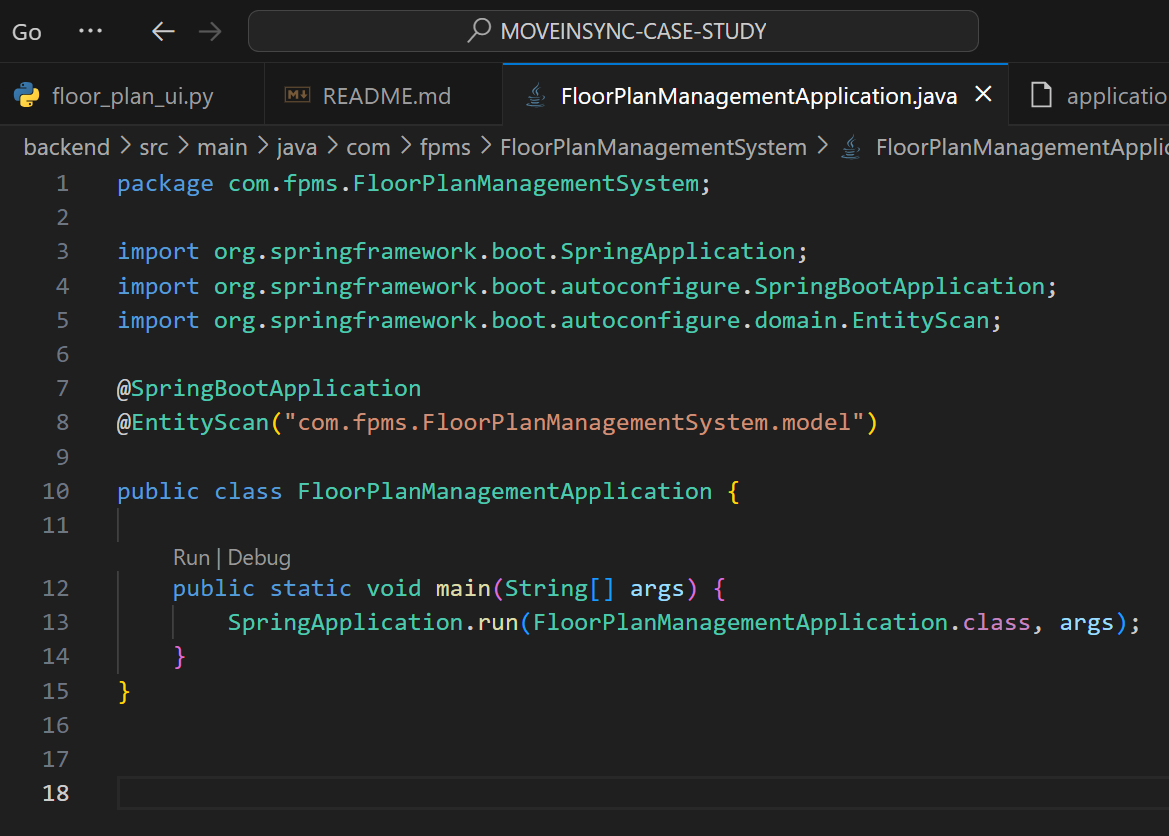 Go ··· ← → MOVEINSYNC-CASE-STUDY
floor_plan_ui.py README.md FloorPlanManagementApplication.java × applicatio
backend > src > main > java > com > fpms > FloorPlanManagementSystem > FloorPlanManagementApplic
1 package com.fpms.FloorPlanManagementSystem;
2
3 import org.springframework.boot.SpringApplication;
4 import org.springframework.boot.autoconfigure.SpringBootApplication;
5 import org.springframework.boot.autoconfigure.domain.EntityScan;
6
7 @SpringBootApplication
8 @EntityScan("com.fpms.FloorPlanManagementSystem.model")
9
10 public class FloorPlanManagementApplication {
11
Run | Debug
12 public static void main(String[] args) {
13 SpringApplication.run(FloorPlanManagementApplication.class, args);
14 }
15 }
16
17
18